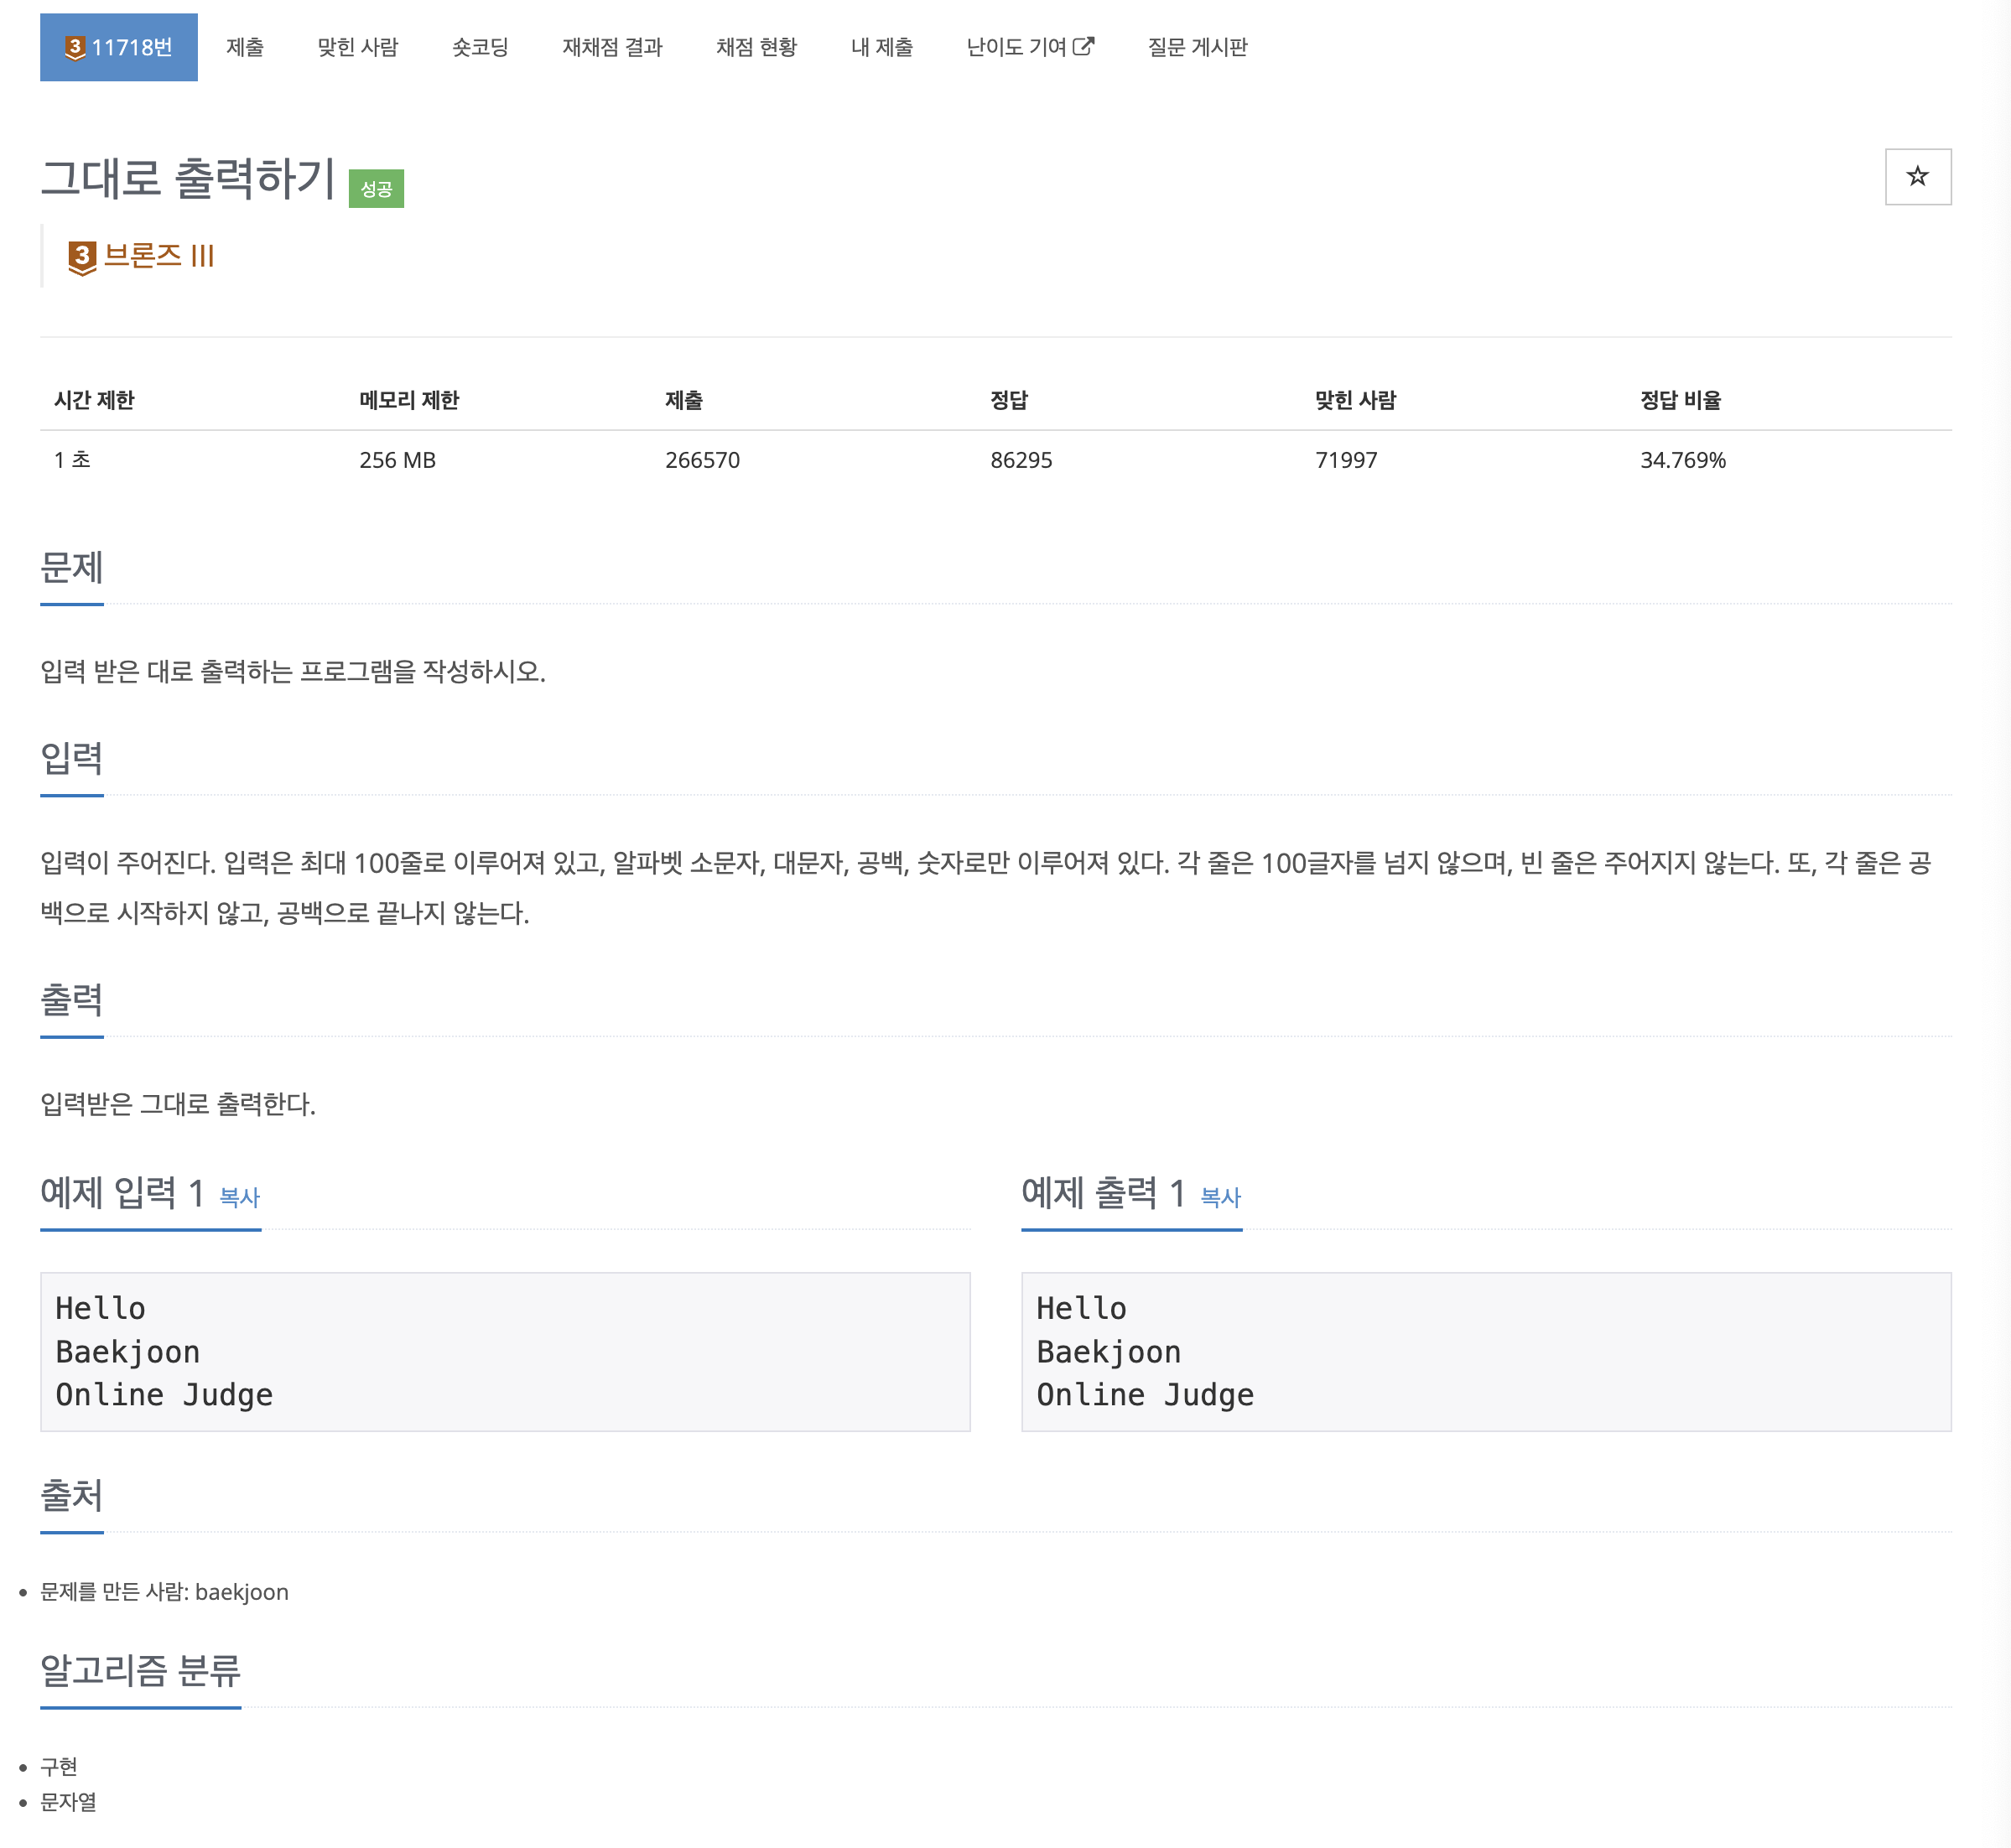 3 11718번 제출 맞힌 사람 숏코딩 재채점 결과 채점 현황 내 제출 난이도 기여 질문 게시판
그대로 출력하기 성공
3 브론즈 III
시간 제한 메모리 제한 제출 정답 맞힌 사람 정답 비율
1 초 256 MB 266570 86295 71997 34.769%
문제
입력 받은 대로 출력하는 프로그램을 작성하시오.
입력
입력이 주어진다. 입력은 최대 100줄로 이루어져 있고, 알파벳 소문자, 대문자, 공백, 숫자로만 이루어져 있다. 각 줄은 100글자를 넘지 않으며, 빈 줄은 주어지지 않는다. 또, 각 줄은 공
백으로 시작하지 않고, 공백으로 끝나지 않는다.
출력
입력받은 그대로 출력한다.
예제 입력 1 복사
Hello
Baekjoon
Online Judge
예제 출력 1 복사
Hello
Baekjoon
Online Judge
출처
문제를 만든 사람: baekjoon
알고리즘 분류
구현
문자열